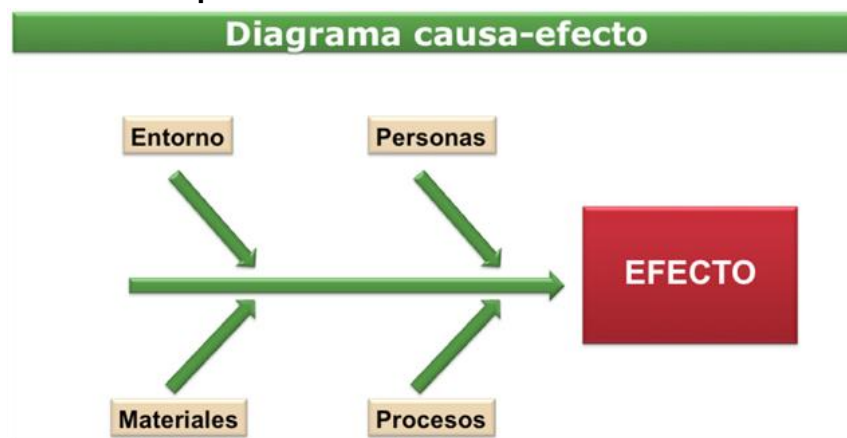 Diagrama causa-efecto
Entorno
Personas
EFECTO
Materiales
Procesos